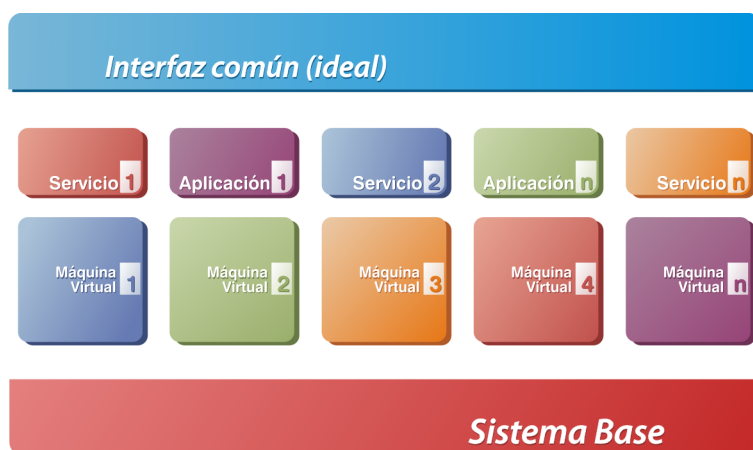 Interfaz común (ideal)
Servicio 1
Aplicación 1
Servicio 2
Aplicación n
Servicio n
Máquina
Virtual 1
Máquina
Virtual 2
Máquina
Virtual 3
Máquina
Virtual 4
Máquina
Virtual n
Sistema Base